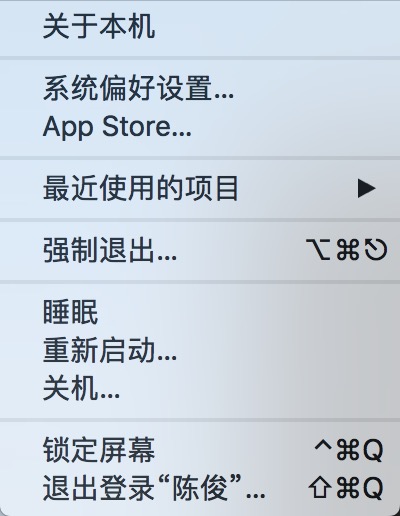 关于本机
系统偏好设置…
App Store…
最近使用的项目 ▶
强制退出… ⌥⌘⎋
睡眠
重新启动…
关机…
锁定屏幕 ^⌘Q
退出登录“陈俊”… ⇧⌘Q